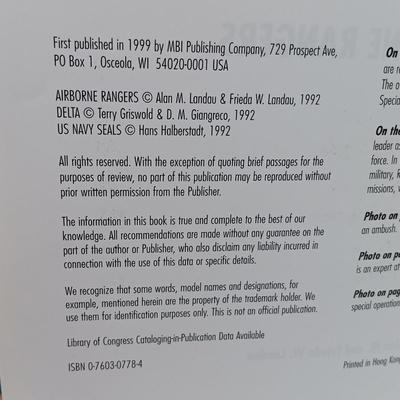 First published in 1999 by MBI Publishing Company, 729 Prospect Ave,
PO Box 1, Osceola, WI 54020-0001 USA
AIRBORNE RANGERS © Alan M. Landau & Frieda W. Landau, 1992
DELTA © Terry Griswold & D. M. Giangreco, 1992
US NAVY SEALS © Hans Halberstadt, 1992
All rights reserved. With the exception of quoting brief passages for the
purposes of review, no part of this publication may be reproduced without
prior written permission from the Publisher.
The information in this book is true and complete to the best of our
knowledge. All recommendations are made without any guarantee on the
part of the author or Publisher, who also disclaim any liability incurred in
connection with the use of this data or specific details.
We recognize that some words, model names and designations, for
example, mentioned herein are the property of the trademark holder. We
use them for identification purposes only. This is not an official publication.
Library of Congress Cataloging-in-Publication Data Available
ISBN 0-7603-0778-4
On
are re
The o
Special
On the
leader as
force. In
military, R
missions, v
Photo on p
an ambush.
Photo on pag
is an expert at
Photo on pag
special operation
Printed in Hong Kong